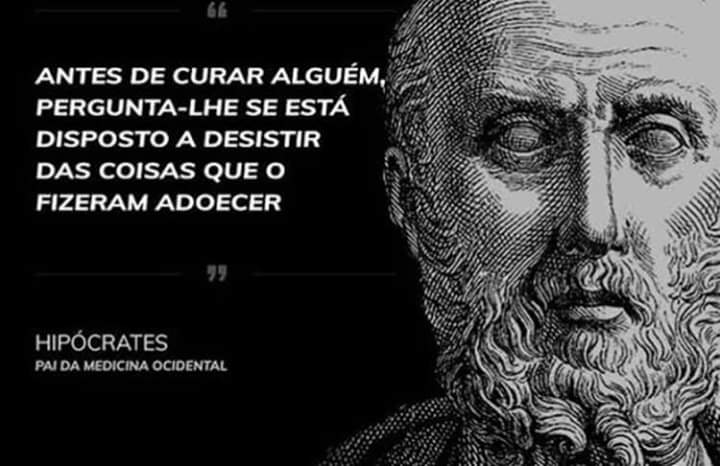 “
ANTES DE CURAR ALGUÉM,
PERGUNTA-LHE SE ESTÁ
DISPOSTO A DESISTIR
DAS COISAS QUE O
FIZERAM ADOECER
”
HIPÓCRATES
PAI DA MEDICINA OCIDENTAL